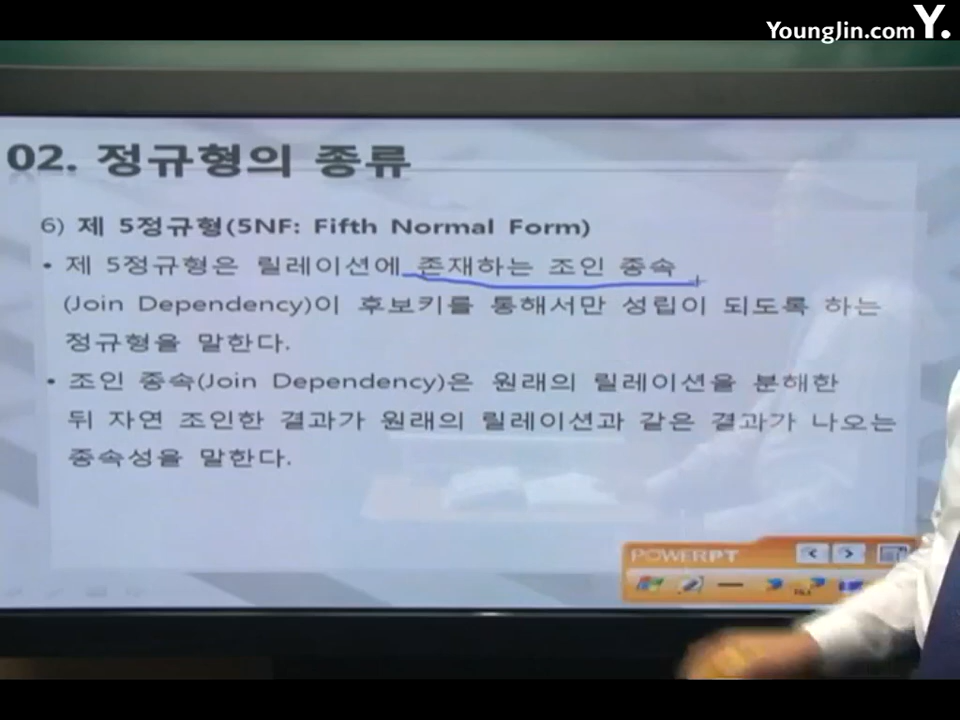 YoungJin.com Y.
02. 정규형의 종류
6) 제 5정규형(5NF: Fifth Normal Form)
• 제 5정규형은 릴레이션에 존재하는 조인 종속
(Join Dependency)이 후보키를 통해서만 성립이 되도록 하는
정규형을 말한다.
• 조인 종속(Join Dependency)은 원래의 릴레이션을 분해한
뒤 자연 조인한 결과가 원래의 릴레이션과 같은 결과가 나오는
종속성을 말한다.
POWERPT